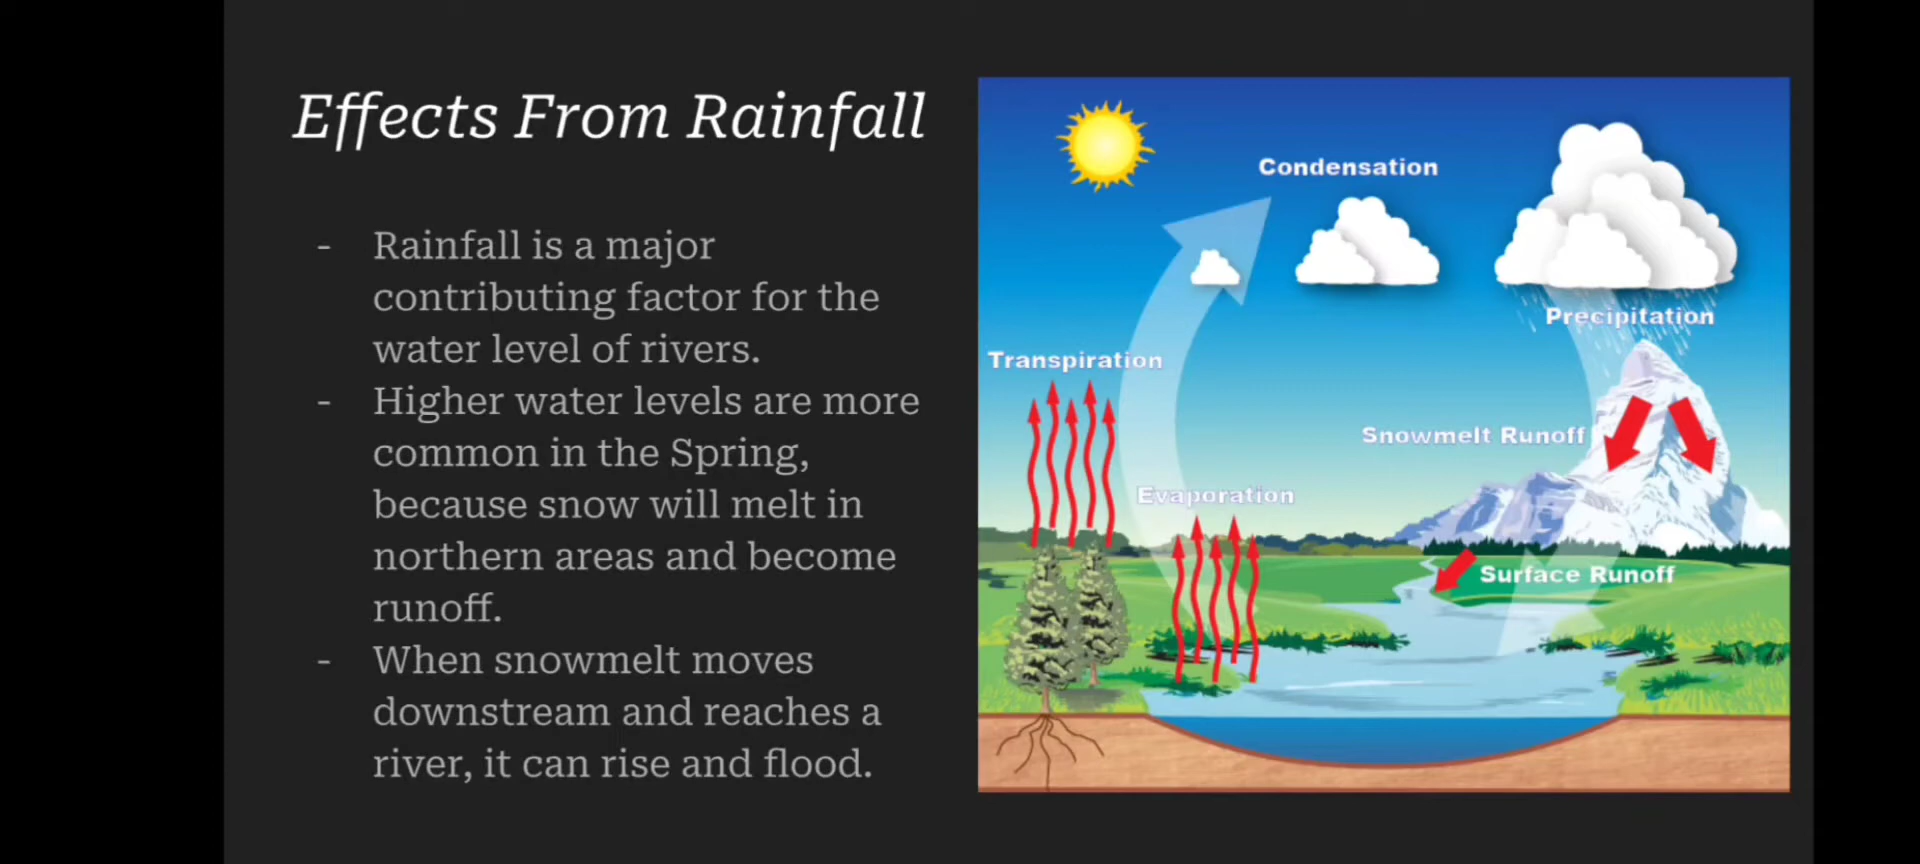 Effects From Rainfall
- Rainfall is a major
contributing factor for the
water level of rivers.
- Higher water levels are more
common in the Spring,
because snow will melt in
northern areas and become
runoff.
- When snowmelt moves
downstream and reaches a
river, it can rise and flood.
Condensation
Precipitation
Transpiration
Snowmelt Runoff
Evaporation
Surface Runoff